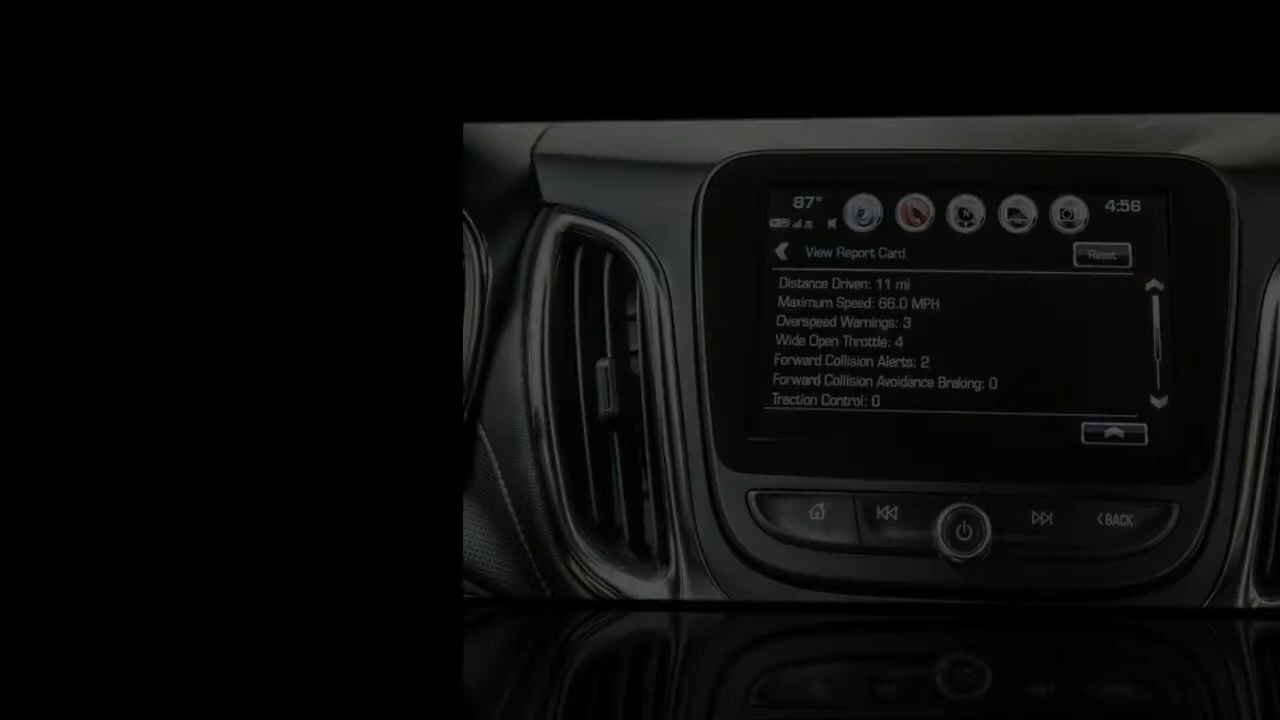 87°
4:56
View Report Card
Reset
Distance Driven: 11 mi
Maximum Speed: 66.0 MPH
Overspeed Warnings: 3
Wide Open Throttle: 4
Forward Collision Alerts: 2
Forward Collision Avoidance Braking: 0
Traction Control: 0
BACK